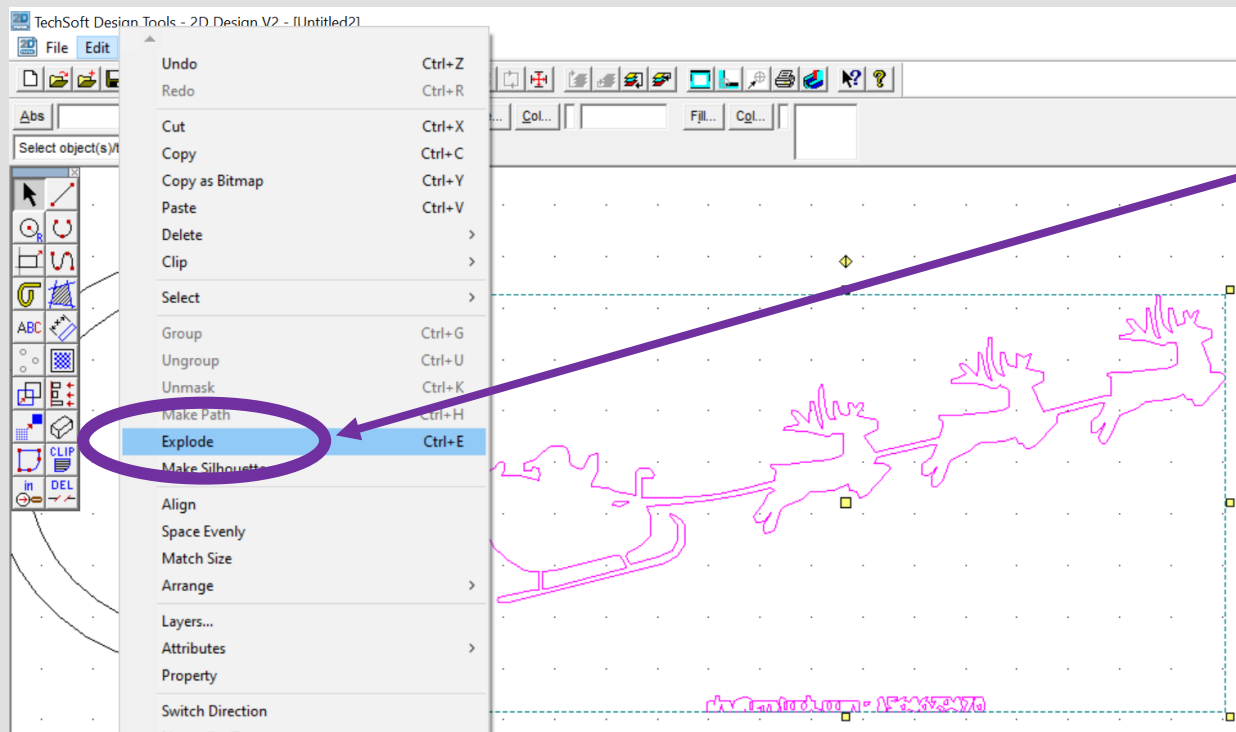 TechSoft Design Tools - 2D Design V2 - [Untitled2]
File Edit
Undo Ctrl+Z
Redo Ctrl+R
Cut Ctrl+X
Copy Ctrl+C
Copy as Bitmap Ctrl+Y
Paste Ctrl+V
Delete
Clip
Select
Group Ctrl+G
Ungroup Ctrl+U
Unmask Ctrl+K
Make Path Ctrl+H
Explode Ctrl+E
Make Silhouette
Align
Space Evenly
Match Size
Arrange
Layers...
Attributes
Property
Switch Direction
Abs
Col...
Fill...
Col...
Select object(s)/
ABC
CLIP
in DEL